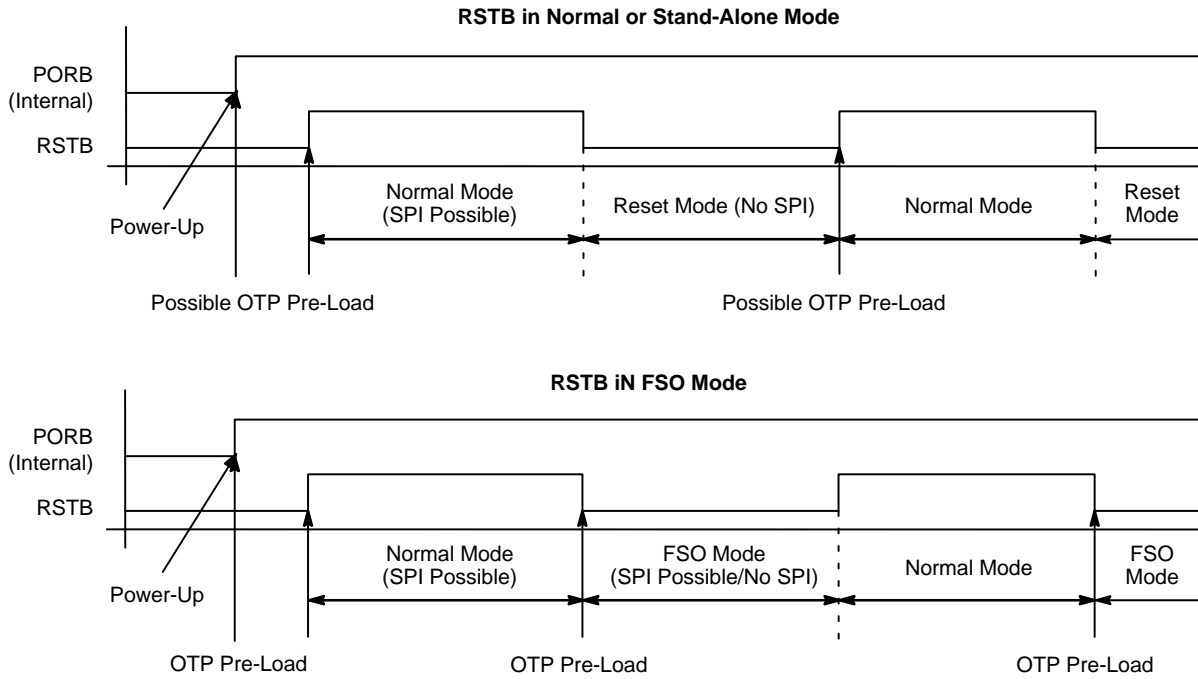 RSTB in Normal or Stand-Alone Mode
PORB
(Internal)
RSTB
Normal Mode
(SPI Possible)
Reset Mode (No SPI)
Normal Mode
Reset
Mode
Power-Up
Possible OTP Pre-Load
Possible OTP Pre-Load
RSTB iN FSO Mode
PORB
(Internal)
RSTB
Normal Mode
(SPI Possible)
FSO Mode
(SPI Possible/No SPI)
Normal Mode
FSO
Mode
Power-Up
OTP Pre-Load
OTP Pre-Load
OTP Pre-Load